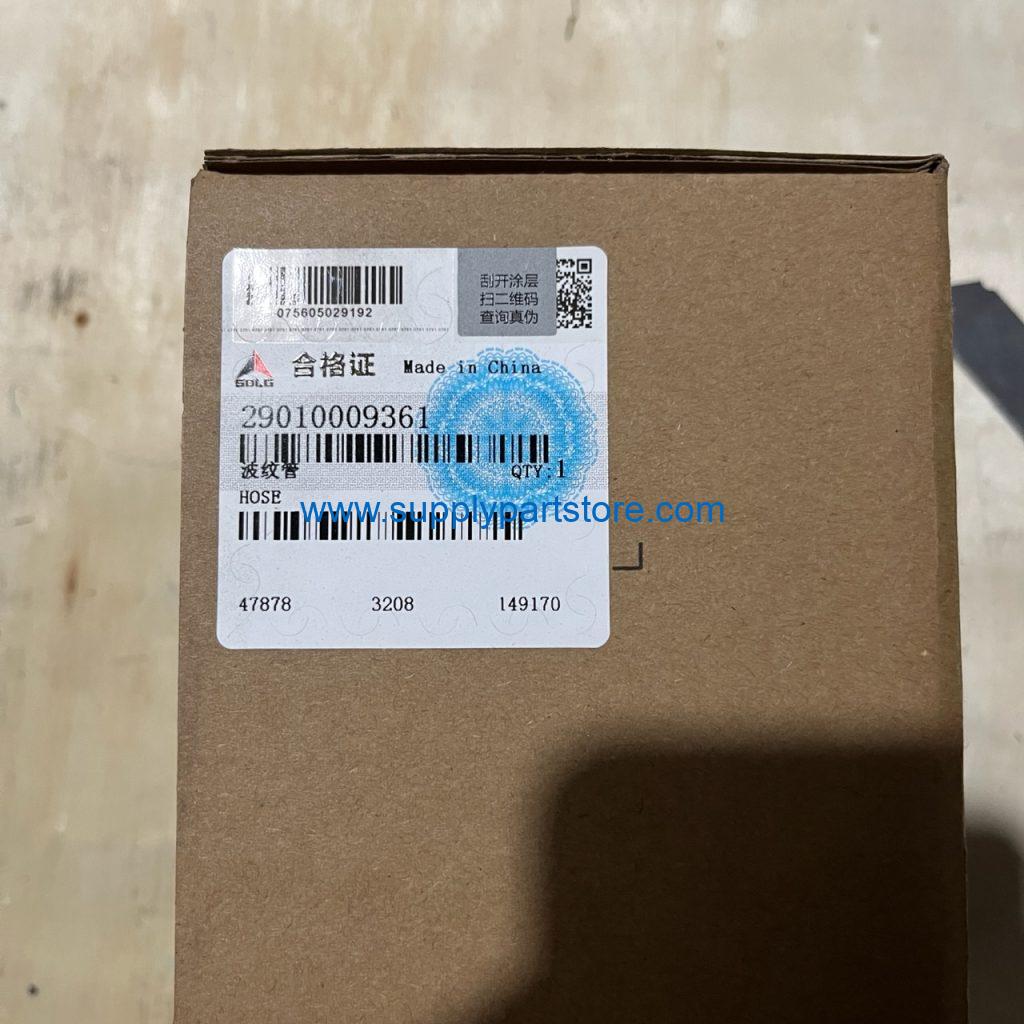 075605029192
刮开涂层
扫二维码
查询真伪
SDLG
合格证 Made in China
29010009361
波纹管 QTY:1
HOSE
www.supplypartstore.com
47878 3208 149170